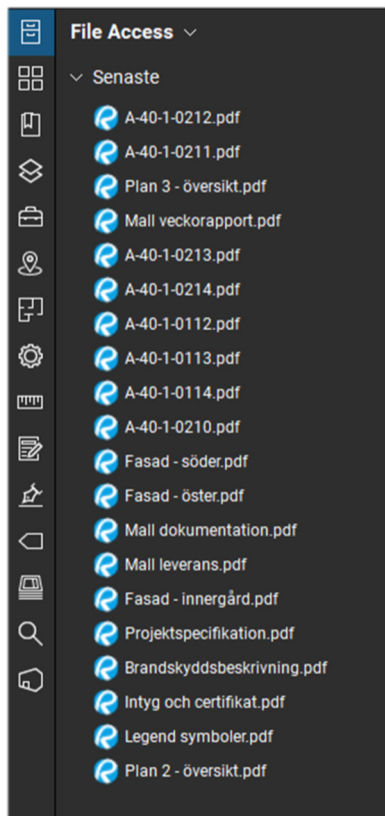 File Access
Senaste
A-40-1-0212.pdf
A-40-1-0211.pdf
Plan 3 - översikt.pdf
Mall veckorapport.pdf
A-40-1-0213.pdf
A-40-1-0214.pdf
A-40-1-0112.pdf
A-40-1-0113.pdf
A-40-1-0114.pdf
A-40-1-0210.pdf
Fasad - söder.pdf
Fasad - öster.pdf
Mall dokumentation.pdf
Mall leverans.pdf
Fasad - innergård.pdf
Projektspecifikation.pdf
Brandskyddsbeskrivning.pdf
Intyg och certifikat.pdf
Legend symboler.pdf
Plan 2 - översikt.pdf